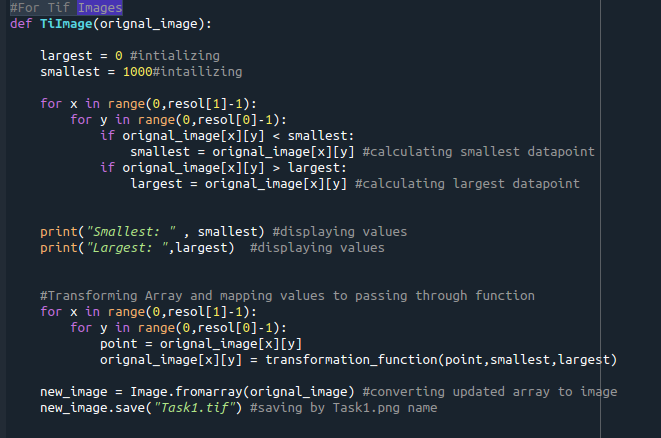 #For Tif Images
def TiImage(orignal_image):
largest = 0 #intializing
smallest = 1000#intailizing
for x in range(0,resol[1]-1):
for y in range(0,resol[0]-1):
if orignal_image[x][y] < smallest:
smallest = orignal_image[x][y] #calculating smallest datapoint
if orignal_image[x][y] > largest:
largest = orignal_image[x][y] #calculating largest datapoint
print("Smallest: " , smallest) #displaying values
print("Largest: ",largest)  #displaying values
#Transforming Array and mapping values to passing through function
for x in range(0,resol[1]-1):
for y in range(0,resol[0]-1):
point = orignal_image[x][y]
orignal_image[x][y] = transformation_function(point,smallest,largest)
new_image = Image.fromarray(orignal_image) #converting updated array to image
new_image.save("Task1.tif") #saving by Task1.png name